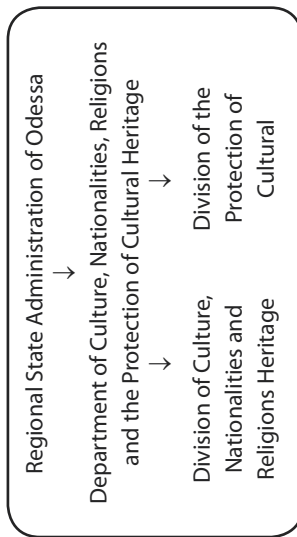 Regional State Administration of Odessa
↓
Department of Culture, Nationalities, Religions
and the Protection of Cultural Heritage
↓
↓
Division of Culture,
Nationalities and
Religions Heritage
Division of the
Protection of
Cultural